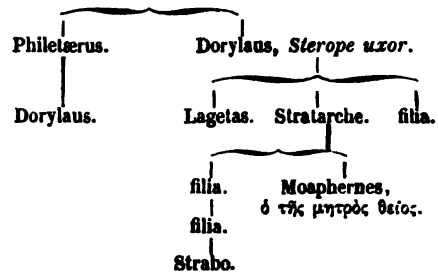 Philetærus. Dorylaus, Sterope uxor.
Dorylaus. Lagetas. Stratarche. filia.
filia. Moaphernes,
ὁ τῆς μητρὸς θεῖος.
filia.
Strabo.